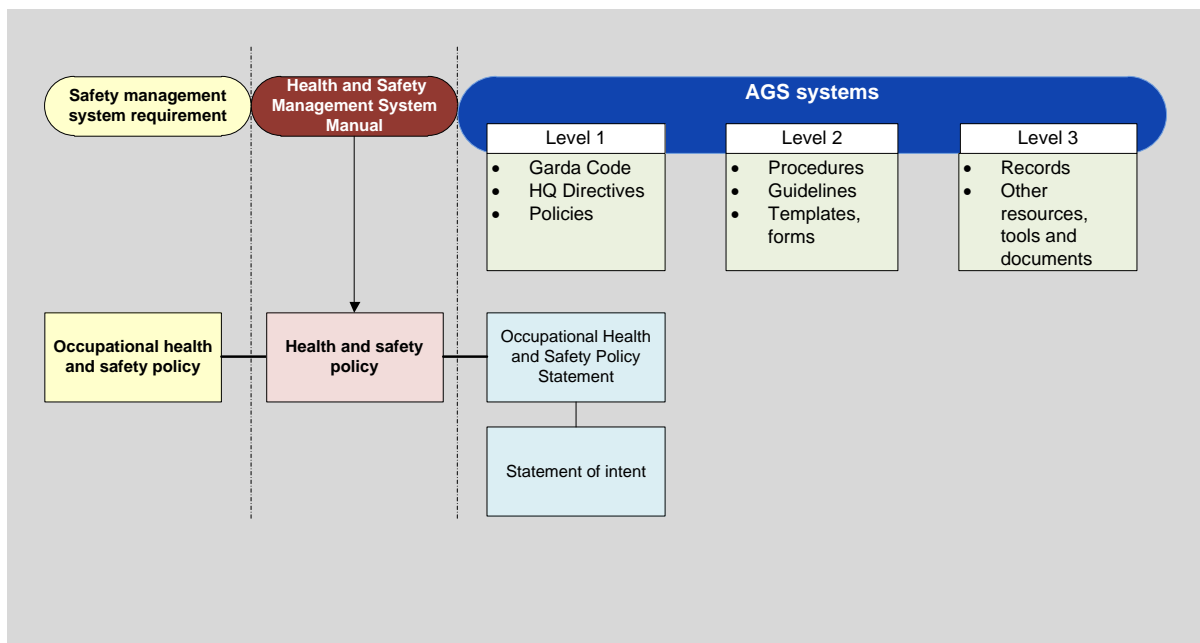 Safety management
system requirement
Health and Safety
Management System
Manual
AGS systems
Level 1
• Garda Code
• HQ Directives
• Policies
Level 2
• Procedures
• Guidelines
• Templates,
forms
Level 3
• Records
• Other
resources,
tools and
documents
Occupational health
and safety policy
Health and safety
policy
Occupational Health
and Safety Policy
Statement
Statement of intent